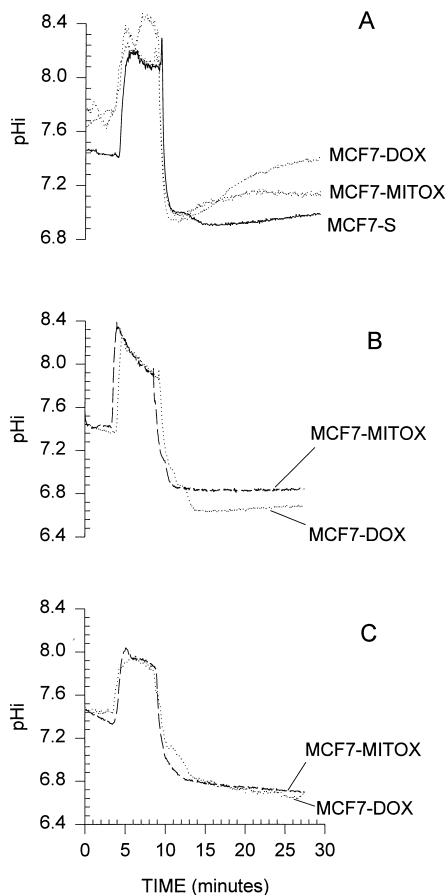 A
8.4
8.0
7.6
7.2
6.8
pHi
MCF7-DOX
MCF7-MITOX
MCF7-S
B
8.4
8.0
7.6
7.2
6.8
6.4
pHi
MCF7-MITOX
MCF7-DOX
C
8.4
8.0
7.6
7.2
6.8
6.4
pHi
MCF7-MITOX
MCF7-DOX
0 5 10 15 20 25 30
TIME (minutes)